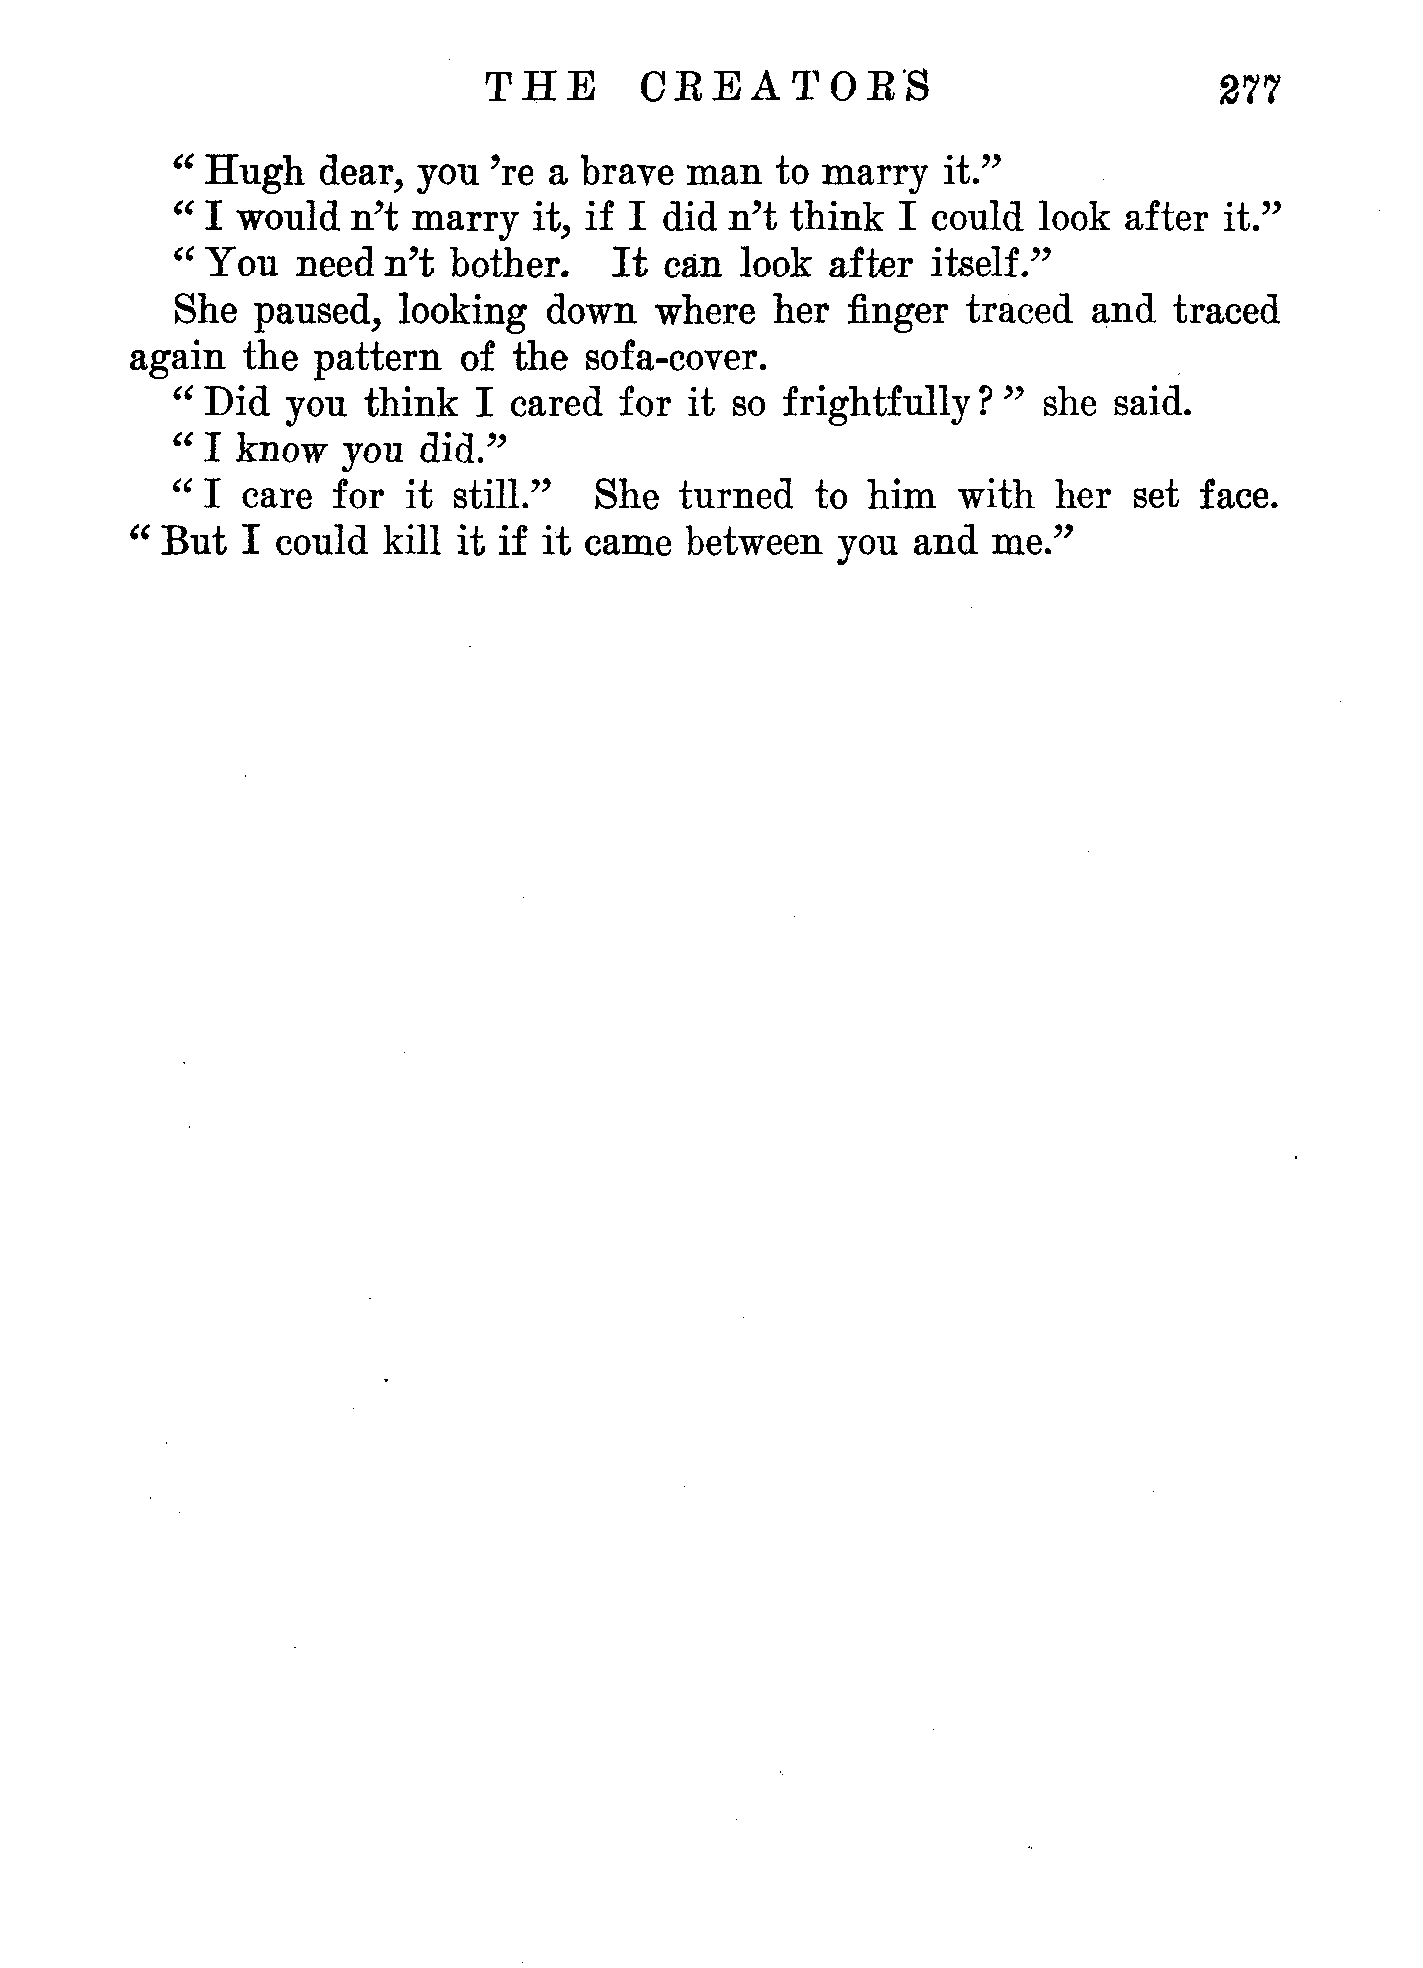 THE CREATORS 277
“Hugh dear, you 're a brave man to marry it.”
“I would n't marry it, if I did n't think I could look after it.”
“You need n't bother. It can look after itself.”
She paused, looking down where her finger traced and traced
again the pattern of the sofa-cover.
“Did you think I cared for it so frightfully?” she said.
“I know you did.”
“I care for it still.” She turned to him with her set face.
“But I could kill it if it came between you and me.”